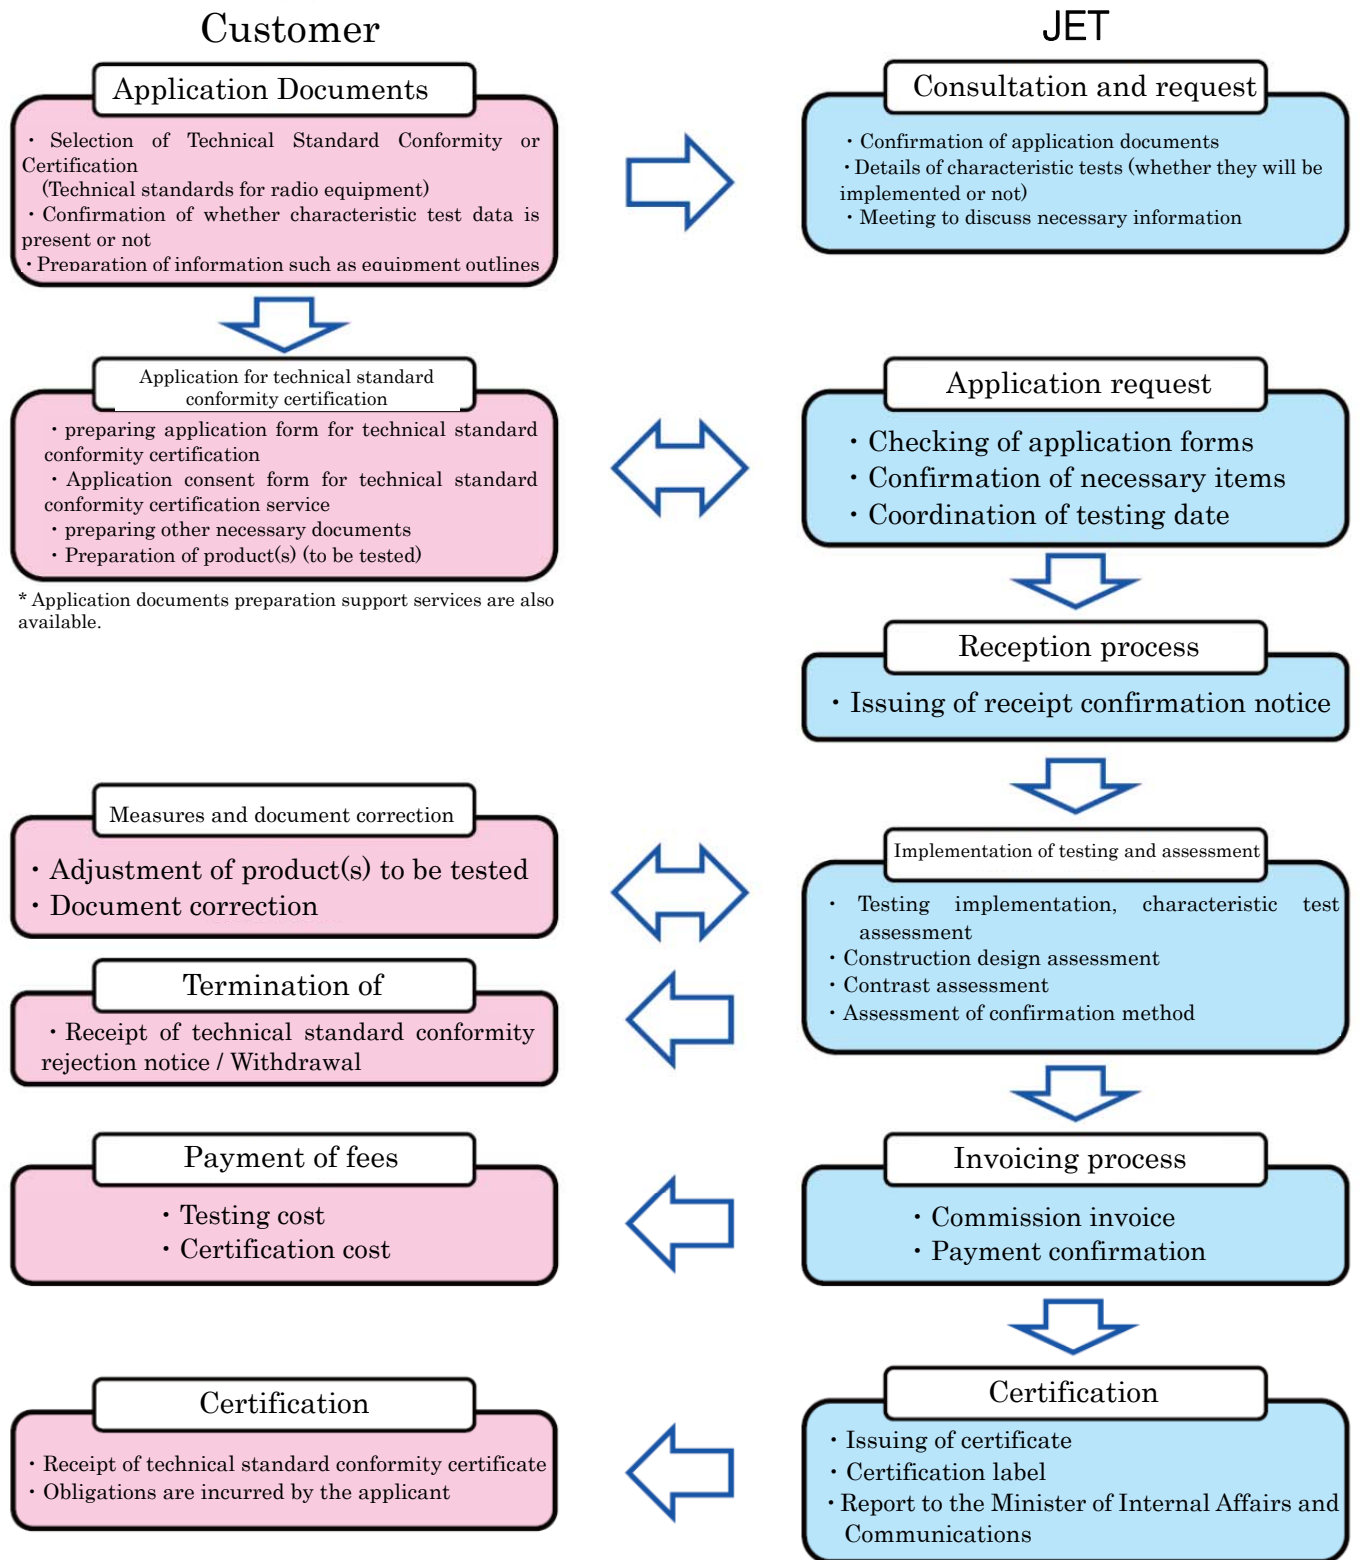 Customer
JET
Application Documents
・Selection of Technical Standard Conformity or
Certification
(Technical standards for radio equipment)
・Confirmation of whether characteristic test data is
present or not
・Preparation of information such as equipment outlines
Consultation and request
・Confirmation of application documents
・Details of characteristic tests (whether they will be
implemented or not)
・Meeting to discuss necessary information
Application for technical standard
conformity certification
・preparing application form for technical standard
conformity certification
・Application consent form for technical standard
conformity certification service
・preparing other necessary documents
・Preparation of product(s) (to be tested)
* Application documents preparation support services are also
available.
Application request
・Checking of application forms
・Confirmation of necessary items
・Coordination of testing date
Reception process
・Issuing of receipt confirmation notice
Measures and document correction
・Adjustment of product(s) to be tested
・Document correction
Implementation of testing and assessment
・Testing implementation, characteristic test
assessment
・Construction design assessment
・Contrast assessment
・Assessment of confirmation method
Termination of
・Receipt of technical standard conformity
rejection notice / Withdrawal
Payment of fees
・Testing cost
・Certification cost
Invoicing process
・Commission invoice
・Payment confirmation
Certification
・Receipt of technical standard conformity certificate
・Obligations are incurred by the applicant
Certification
・Issuing of certificate
・Certification label
・Report to the Minister of Internal Affairs and
Communications